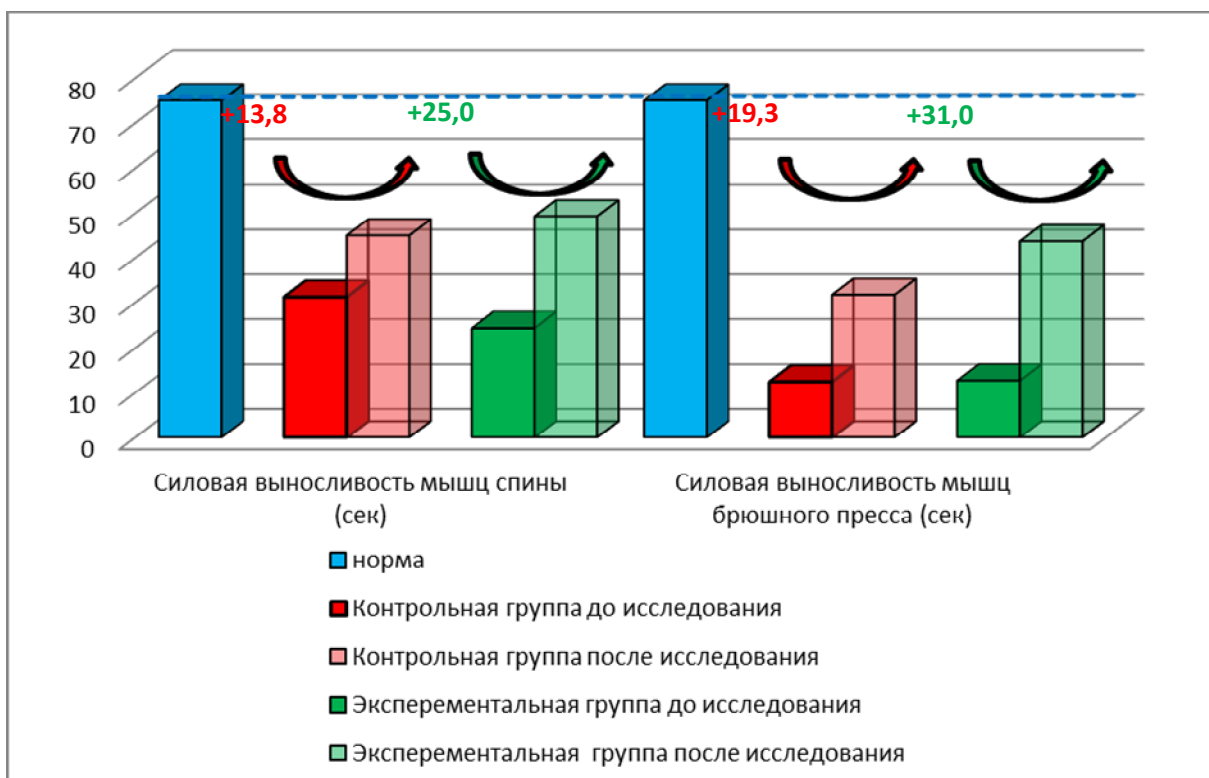 80
70
60
50
40
30
20
10
0
+13,8
+25,0
+19,3
+31,0
Силовая выносливость мышц спины
(сек)
Силовая выносливость мышц
брюшного пресса (сек)
норма
Контрольная группа до исследования
Контрольная группа после исследования
Эксперементальная группа до исследования
Эксперементальная группа после исследования